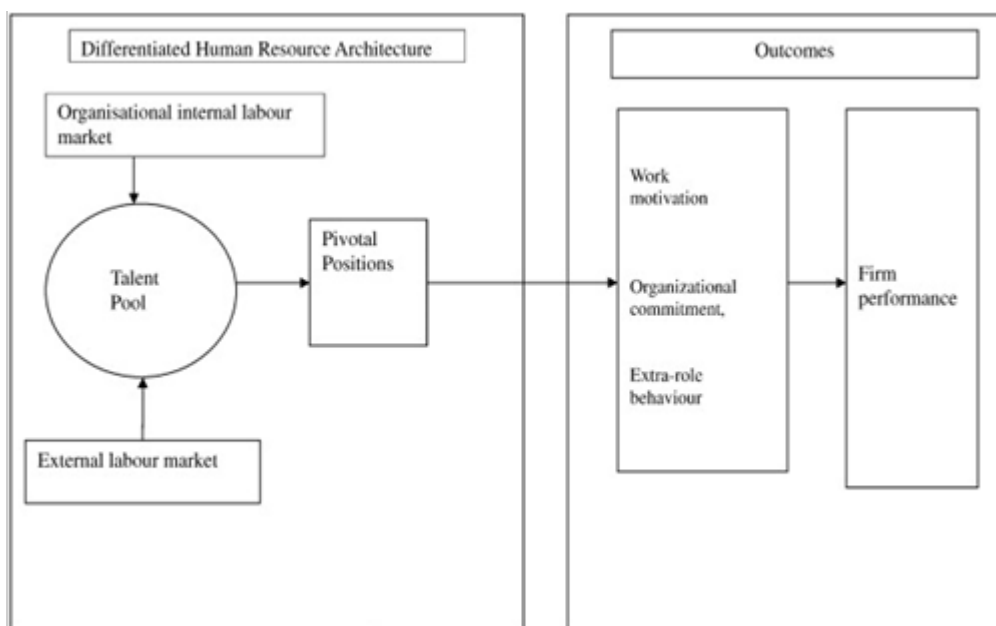 Differentiated Human Resource Architecture
Organisational internal labour
market
Talent
Pool
Pivotal
Positions
External labour market
Outcomes
Work
motivation
Organizational
commitment,
Extra-role
behaviour
Firm
performance